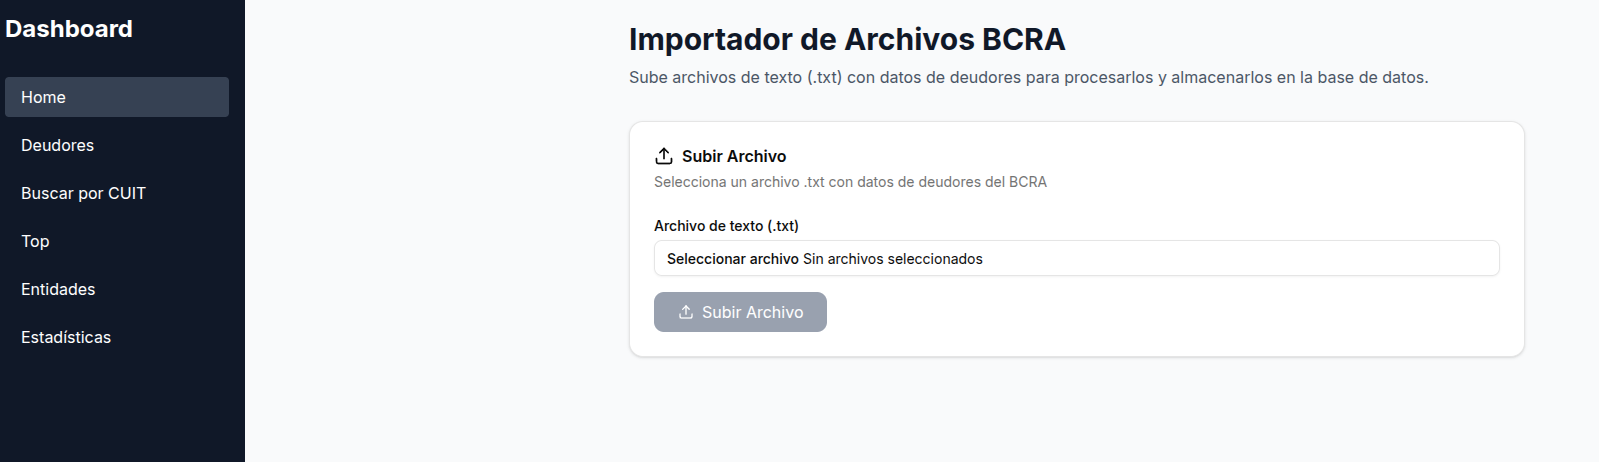 Dashboard
Home
Deudores
Buscar por CUIT
Top
Entidades
Estadísticas
Importador de Archivos BCRA
Sube archivos de texto (.txt) con datos de deudores para procesarlos y almacenarlos en la base de datos.
Subir Archivo
Selecciona un archivo .txt con datos de deudores del BCRA
Archivo de texto (.txt)
Seleccionar archivo Sin archivos seleccionados
Subir Archivo